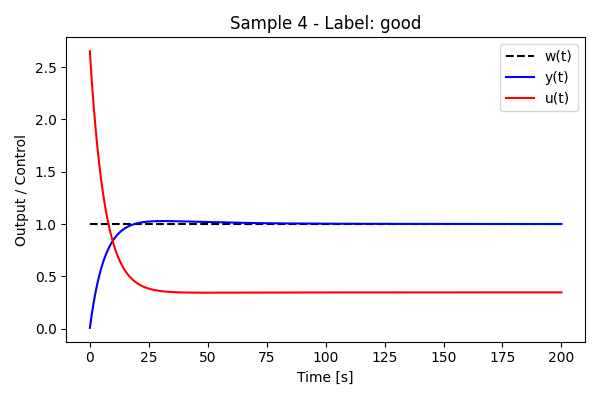 Sample 4 - Label: good
w(t)
y(t)
u(t)
Output / Control
2.5
2.0
1.5
1.0
0.5
0.0
0 25 50 75 100 125 150 175 200
Time [s]